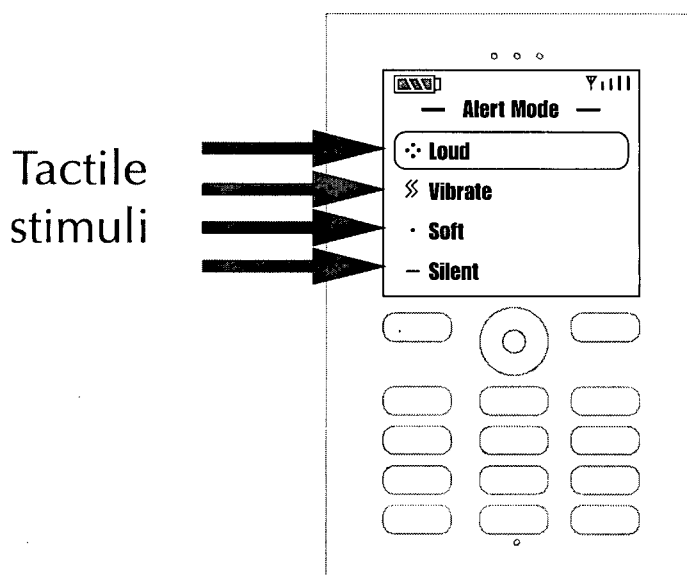 Tactile
stimuli
Alert Mode
Loud
Vibrate
Soft
Silent